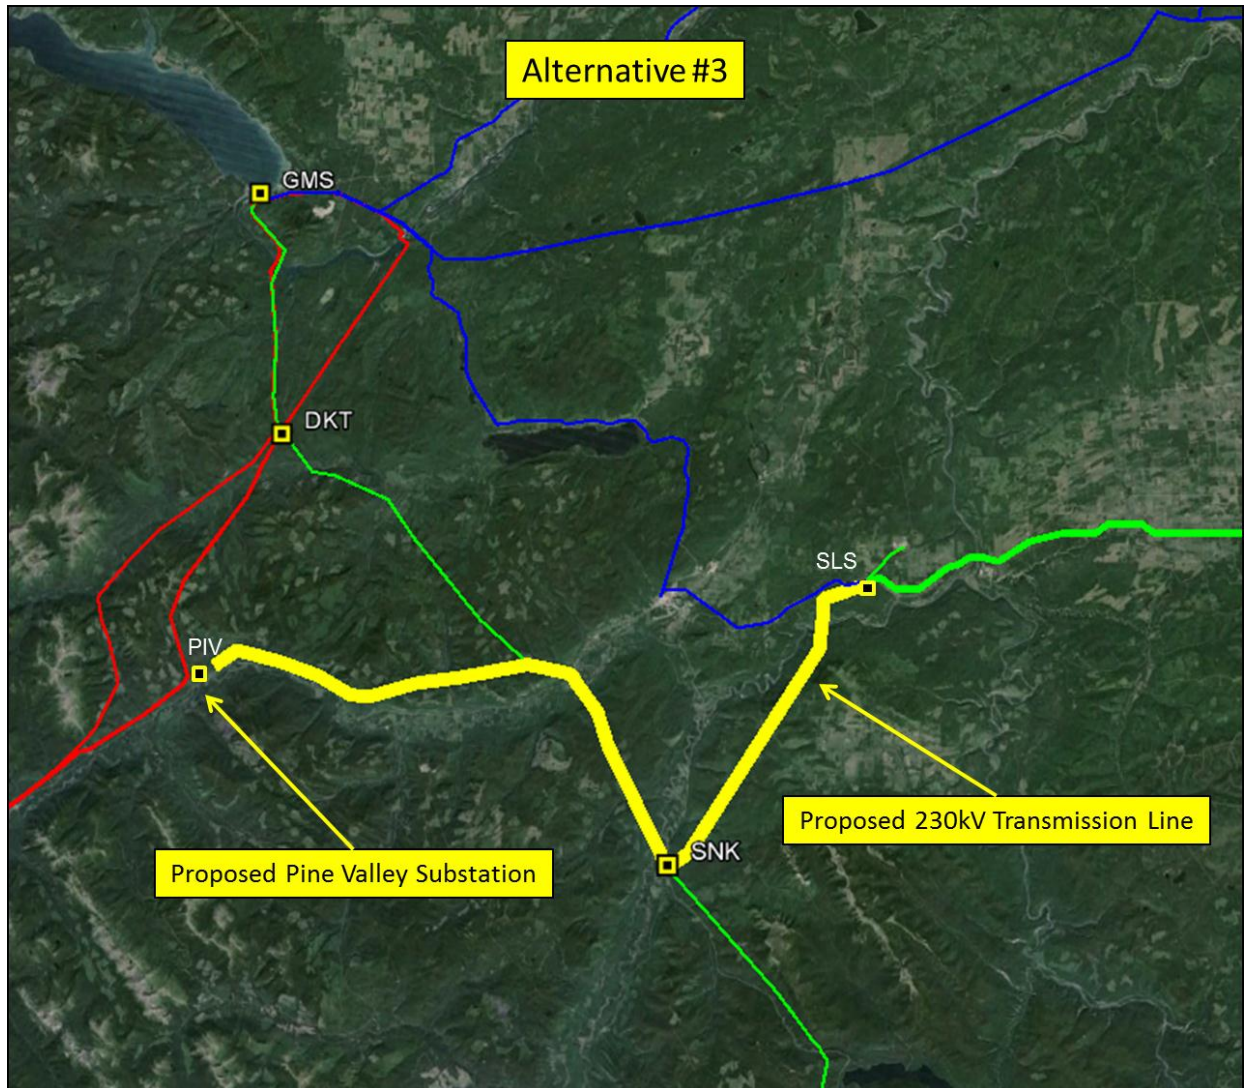 Alternative #3
GMS
DKT
SLS
PIV
Proposed 230kV Transmission Line
SNK
Proposed Pine Valley Substation